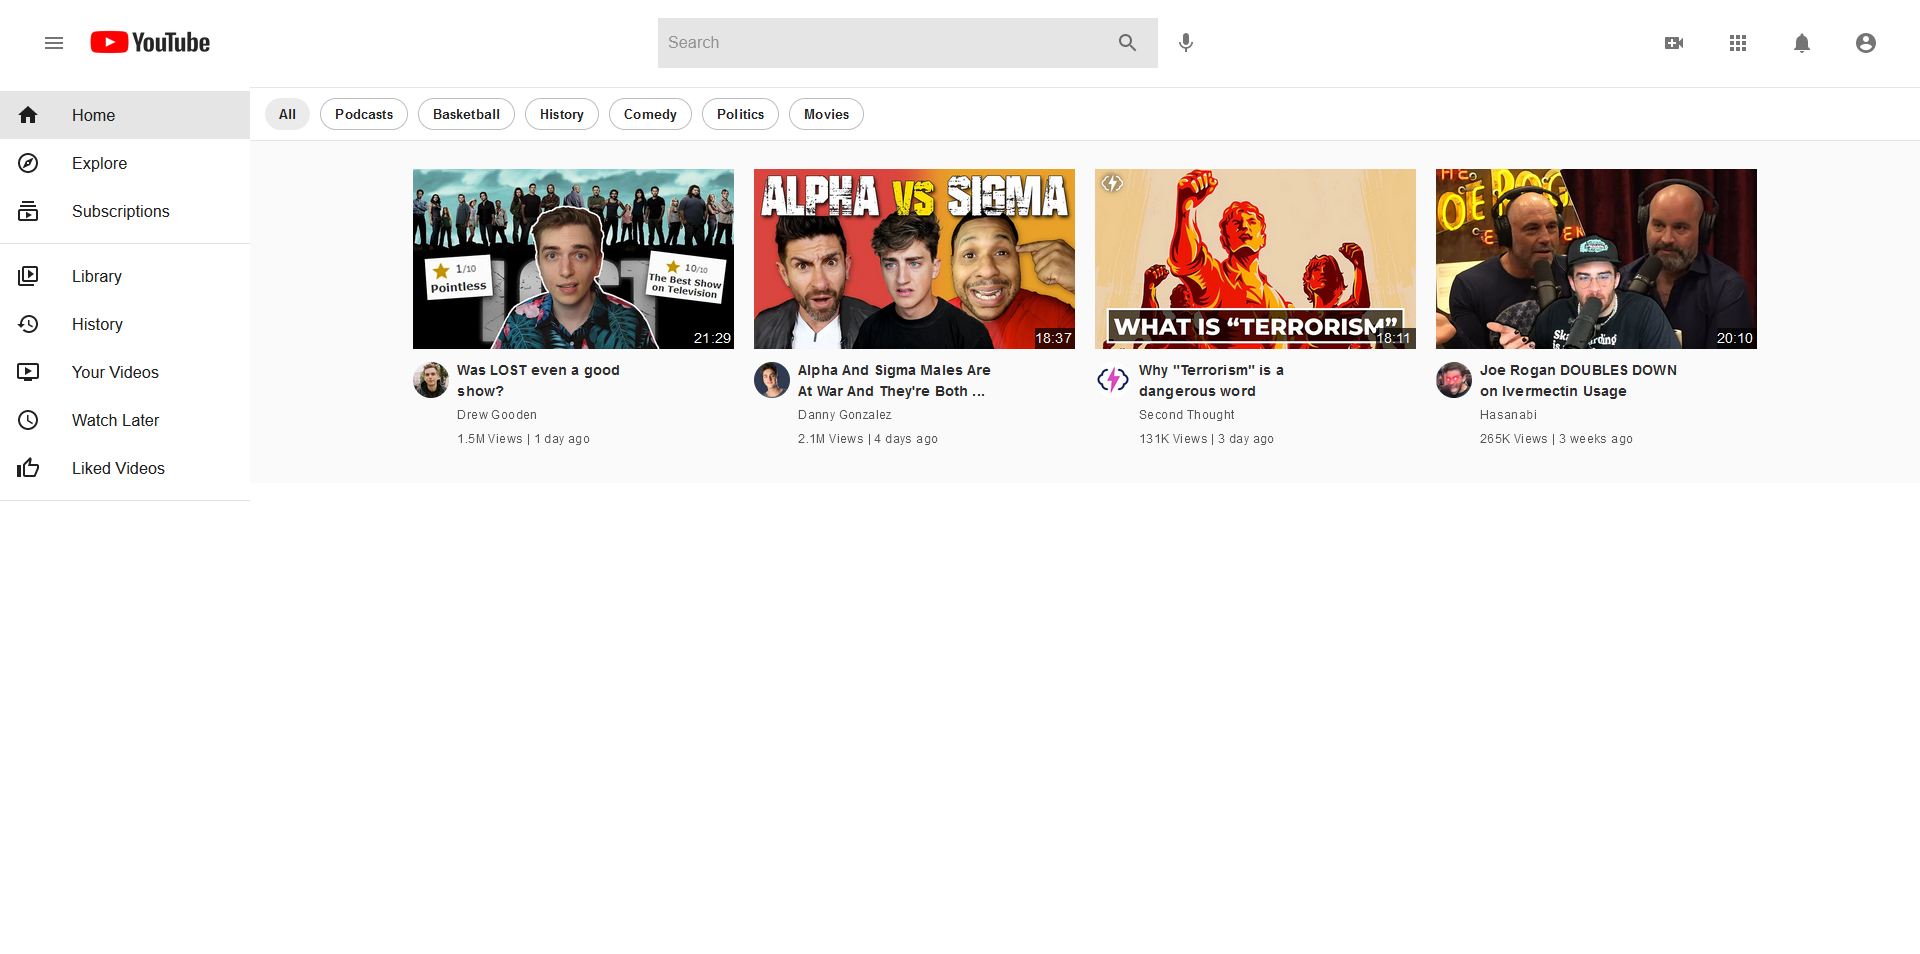 YouTube
Search
Home
Explore
Subscriptions
Library
History
Your Videos
Watch Later
Liked Videos
All
Podcasts
Basketball
History
Comedy
Politics
Movies
1/10
Pointless
10/10
The Best Show
on Television
21:29
Was LOST even a good
show?
Drew Gooden
1.5M Views | 1 day ago
ALPHA VS SIGMA
18:37
Alpha And Sigma Males Are
At War And They're Both ...
Danny Gonzalez
2.1M Views | 4 days ago
WHAT IS “TERRORISM”
18:11
Why "Terrorism" is a
dangerous word
Second Thought
131K Views | 3 day ago
20:10
Joe Rogan DOUBLES DOWN
on Ivermectin Usage
Hasanabi
265K Views | 3 weeks ago